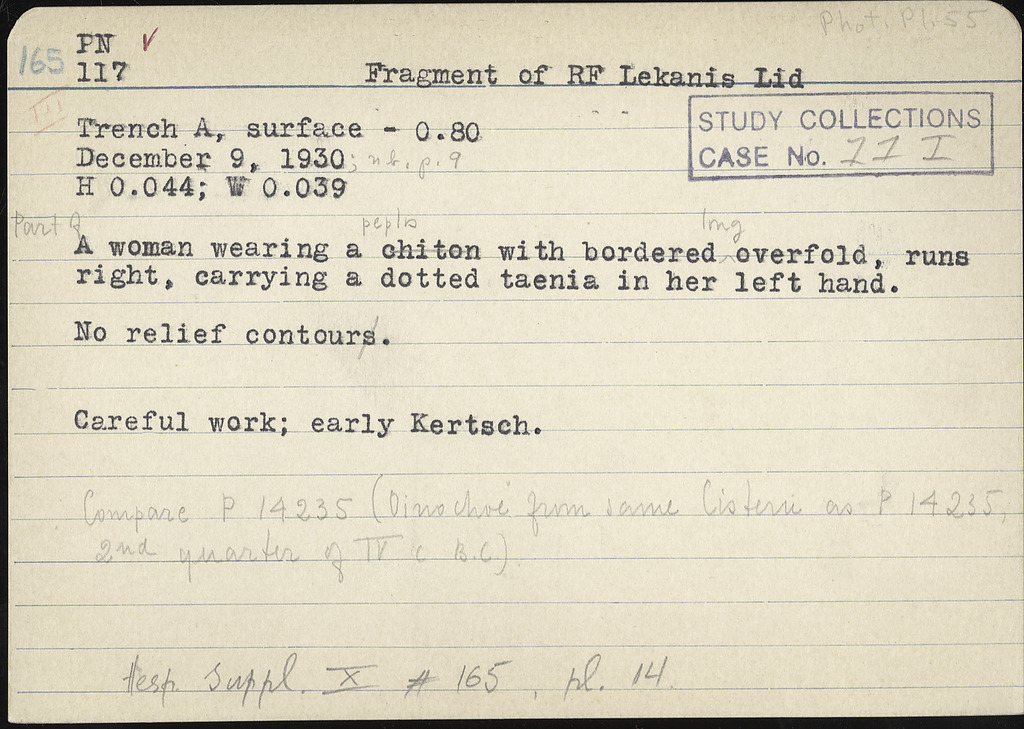 Phot. Pl. 55
165 PN ✓
117 Fragment of RF Lekanis Lid
III
Trench A, surface - 0.80
December 9, 1930; nb. p. 9
H 0.044; W 0.039
STUDY COLLECTIONS
CASE No. 77 I
Part of peplos long
A woman wearing a chiton with bordered overfold, runs
right, carrying a dotted taenia in her left hand.
No relief contours.
Careful work; early Kertsch.
Compare P 14235 (Oinochoe from same Cistern as P 14235,
2nd quarter of IV c B.C.)
Hesp. Suppl. X # 165, pl. 14